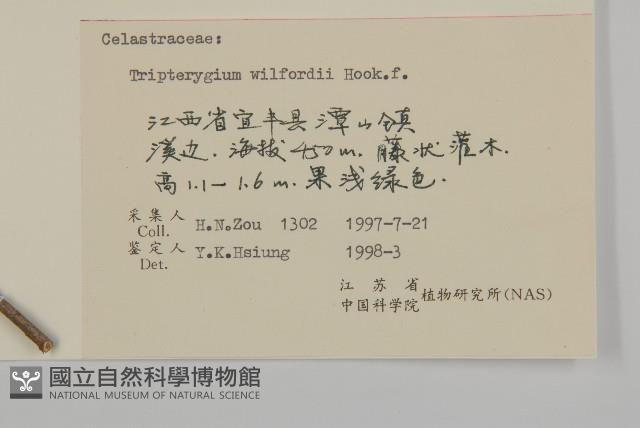 Celastraceae:
Tripterygium wilfordii Hook.f.
江西省宜丰县潭山镇
溪边. 海拔450m. 藤状灌木.
高1.1—1.6m. 果浅绿色.
采集人 Coll. H.N.Zou 1302 1997-7-21
鉴定人 Det. Y.K.Hsiung 1998-3
江苏省
中国科学院 植物研究所(NAS)
國立自然科學博物館
NATIONAL MUSEUM OF NATURAL SCIENCE